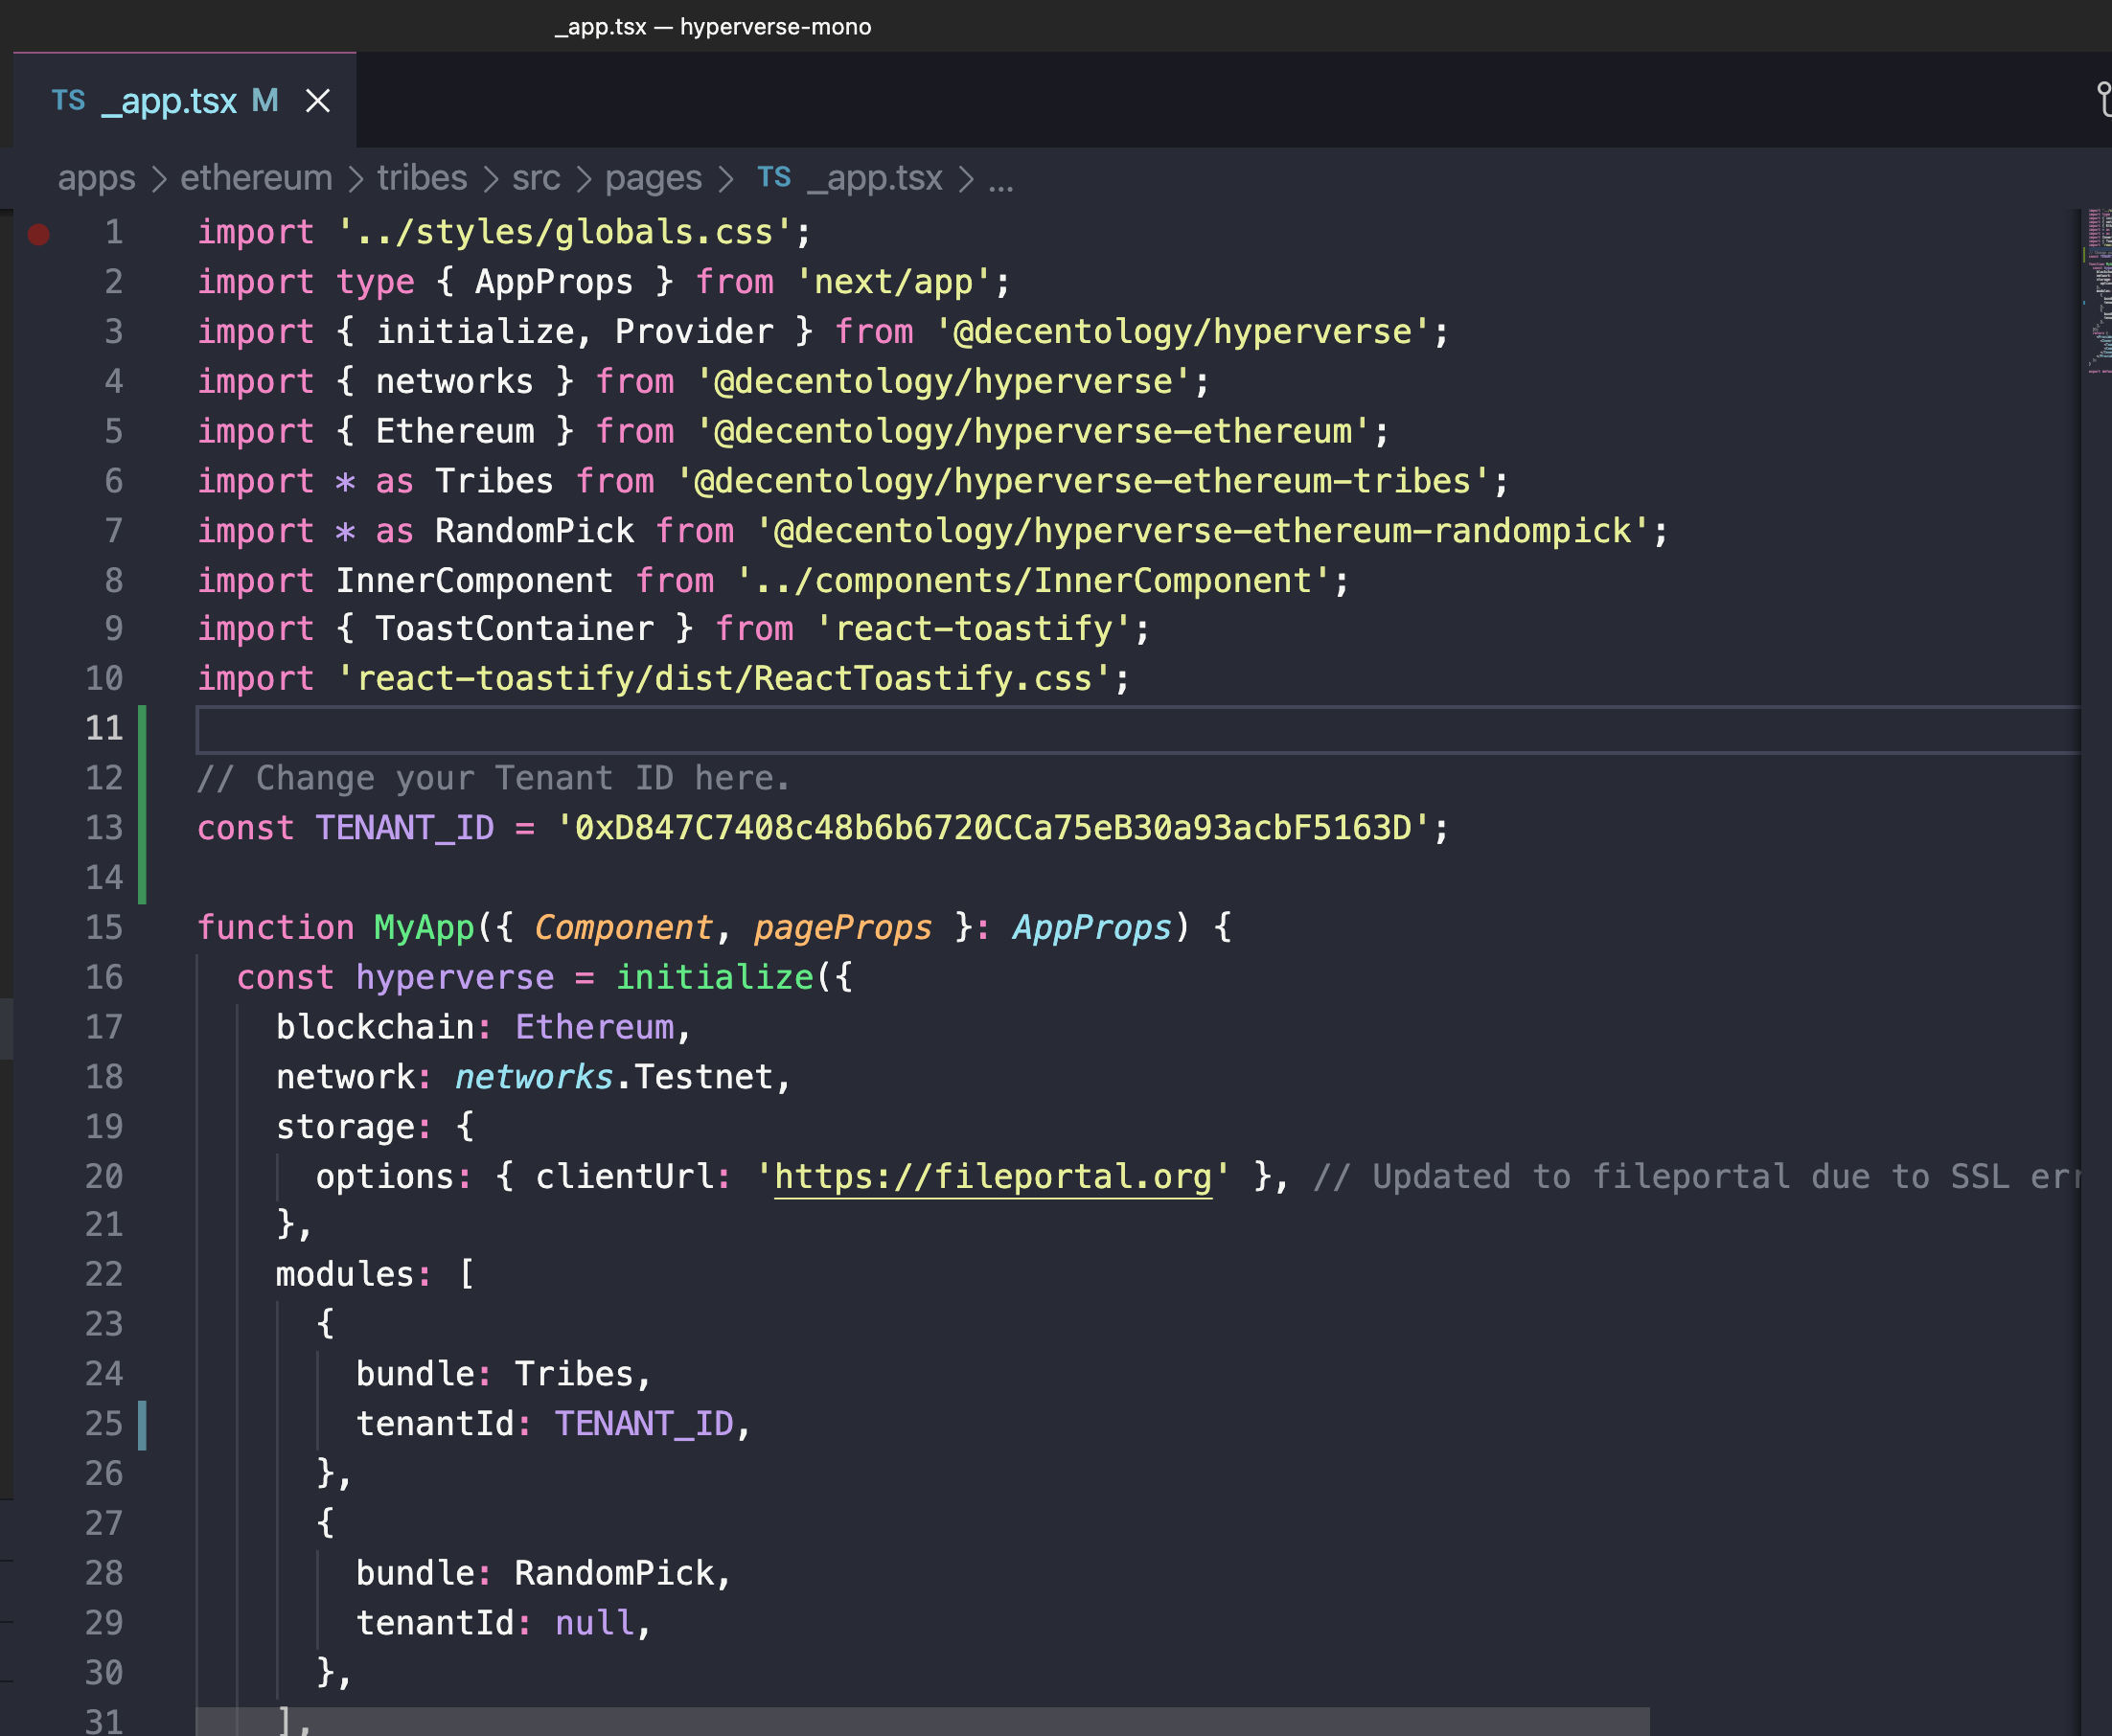 _app.tsx — hyperverse-mono
TS _app.tsx M
apps > ethereum > tribes > src > pages > TS _app.tsx > ...
1 import '../styles/globals.css';
2 import type { AppProps } from 'next/app';
3 import { initialize, Provider } from '@decentology/hyperverse';
4 import { networks } from '@decentology/hyperverse';
5 import { Ethereum } from '@decentology/hyperverse-ethereum';
6 import * as Tribes from '@decentology/hyperverse-ethereum-tribes';
7 import * as RandomPick from '@decentology/hyperverse-ethereum-randompick';
8 import InnerComponent from '../components/InnerComponent';
9 import { ToastContainer } from 'react-toastify';
10 import 'react-toastify/dist/ReactToastify.css';
11
12 // Change your Tenant ID here.
13 const TENANT_ID = '0xD847C7408c48b6b6720CCa75eB30a93acbF5163D';
14
15 function MyApp({ Component, pageProps }: AppProps) {
16 const hyperverse = initialize({
17 blockchain: Ethereum,
18 network: networks.Testnet,
19 storage: {
20 options: { clientUrl: 'https://fileportal.org' }, // Updated to fileportal due to SSL err
21 },
22 modules: [
23 {
24 bundle: Tribes,
25 tenantId: TENANT_ID,
26 },
27 {
28 bundle: RandomPick,
29 tenantId: null,
30 },
31 ],